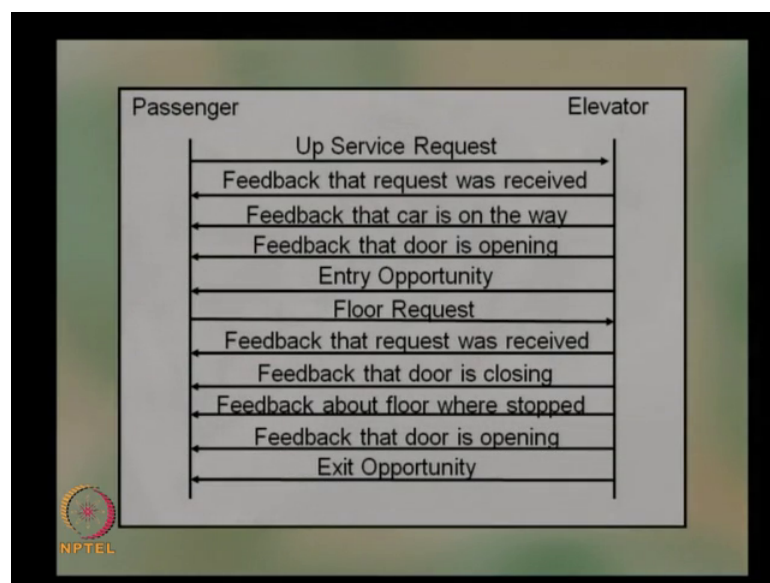 Passenger
Elevator
Up Service Request
Feedback that request was received
Feedback that car is on the way
Feedback that door is opening
Entry Opportunity
Floor Request
Feedback that request was received
Feedback that door is closing
Feedback about floor where stopped
Feedback that door is opening
Exit Opportunity
NPTEL